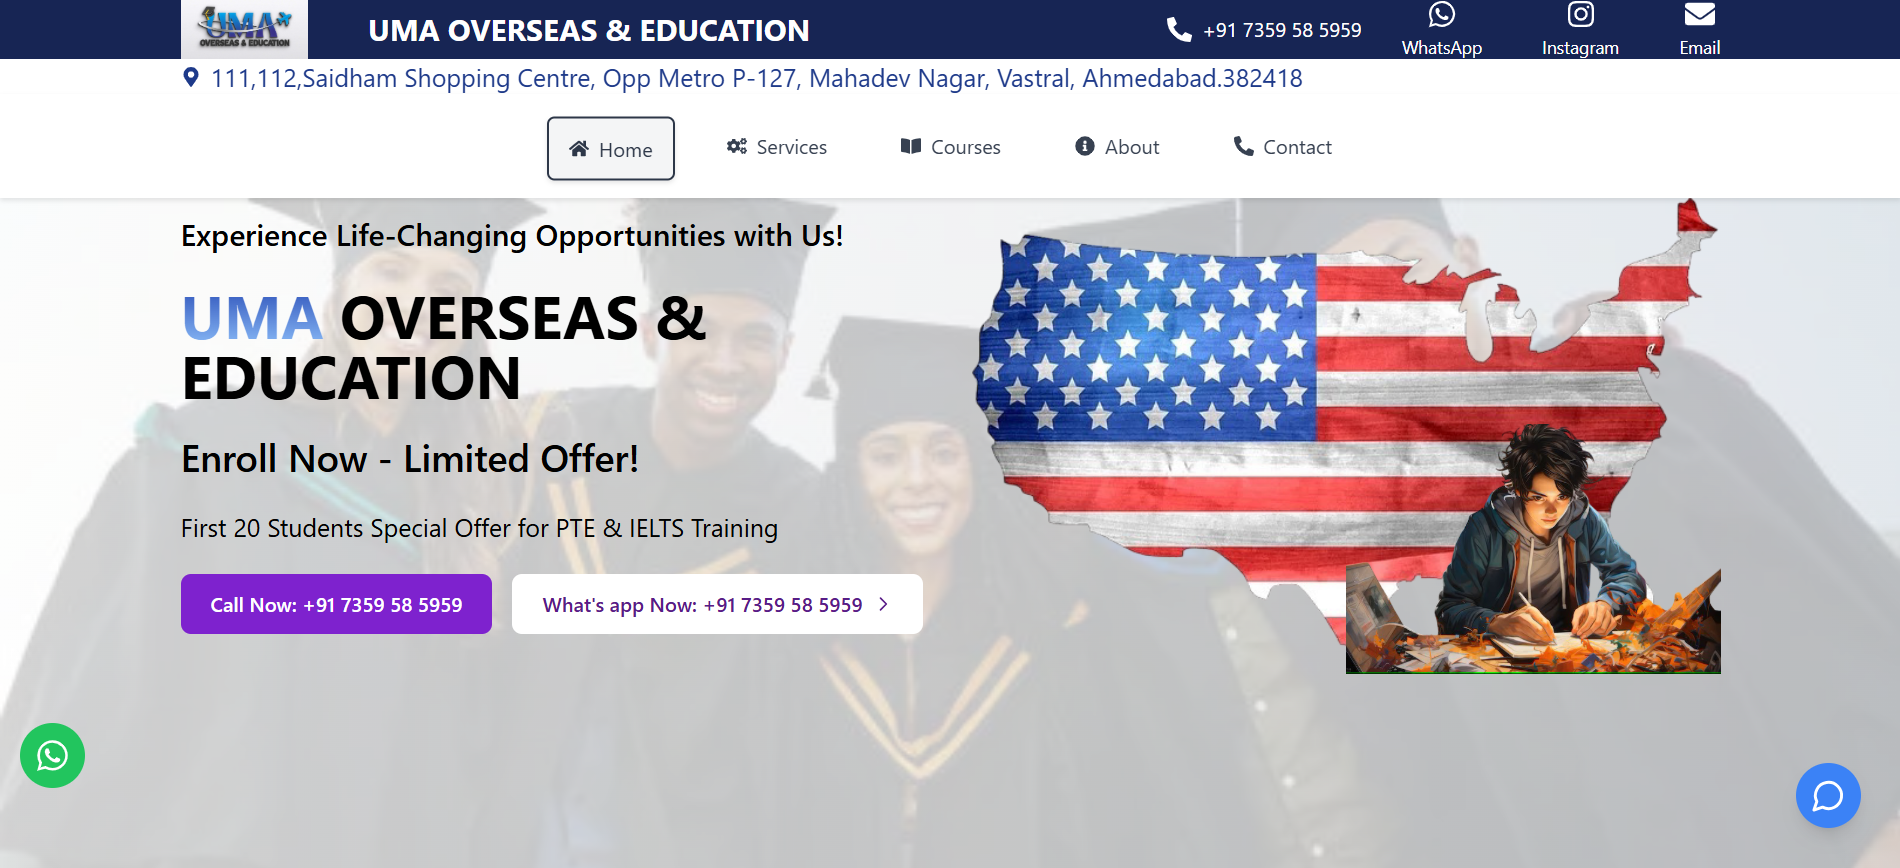 UMA
OVERSEAS & EDUCATION
UMA OVERSEAS & EDUCATION
+91 7359 58 5959
WhatsApp
Instagram
Email
111,112,Saidham Shopping Centre, Opp Metro P-127, Mahadev Nagar, Vastral, Ahmedabad.382418
Home
Services
Courses
About
Contact
Experience Life-Changing Opportunities with Us!
UMA OVERSEAS &
EDUCATION
Enroll Now - Limited Offer!
First 20 Students Special Offer for PTE & IELTS Training
Call Now: +91 7359 58 5959
What's app Now: +91 7359 58 5959